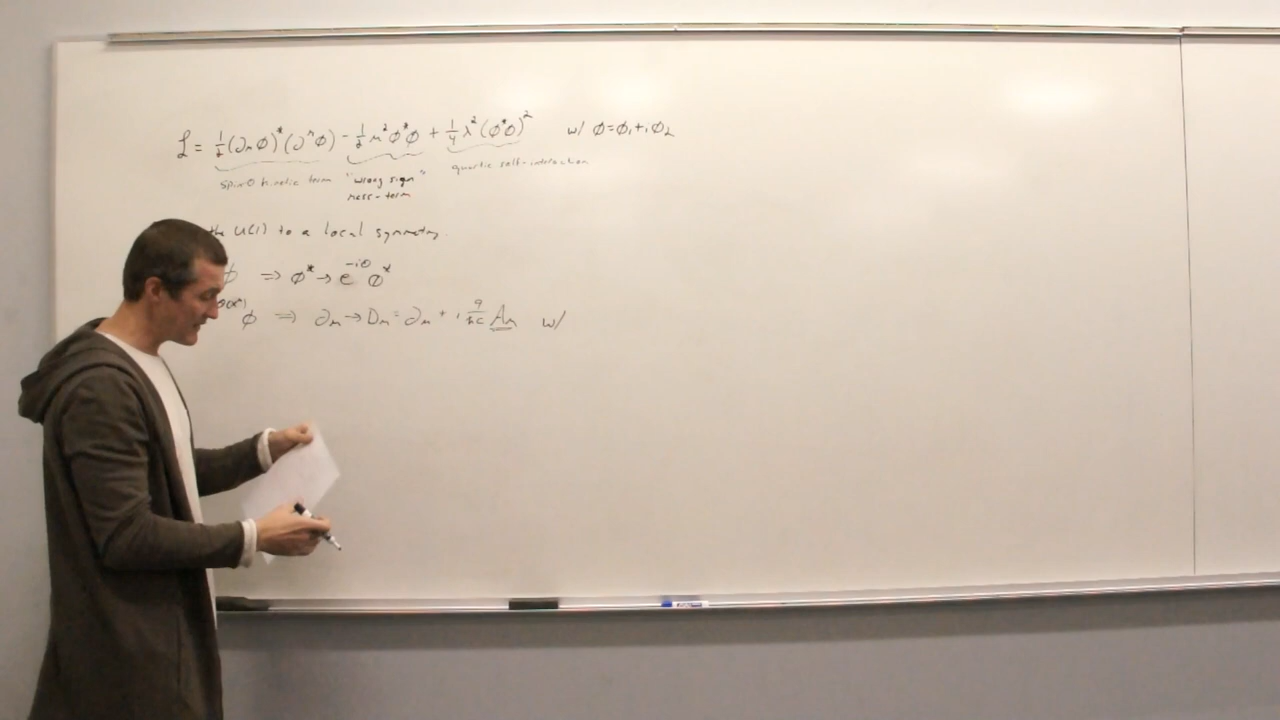 ℒ = ½(∂μφ)*(∂^μφ) - ½μ²φ*φ + ¼λ²(φ*φ)² w/ φ=φ₁+iφ₂
spin 0 kinetic term "wrong sign" quartic self-interaction
mass-term
the U(1) to a local symmetry.
φ ⇒ φ* → e^{-iθ} φ*
φ ⇒ ∂μ → Dμ = ∂μ + i q/ħc Aμ w/